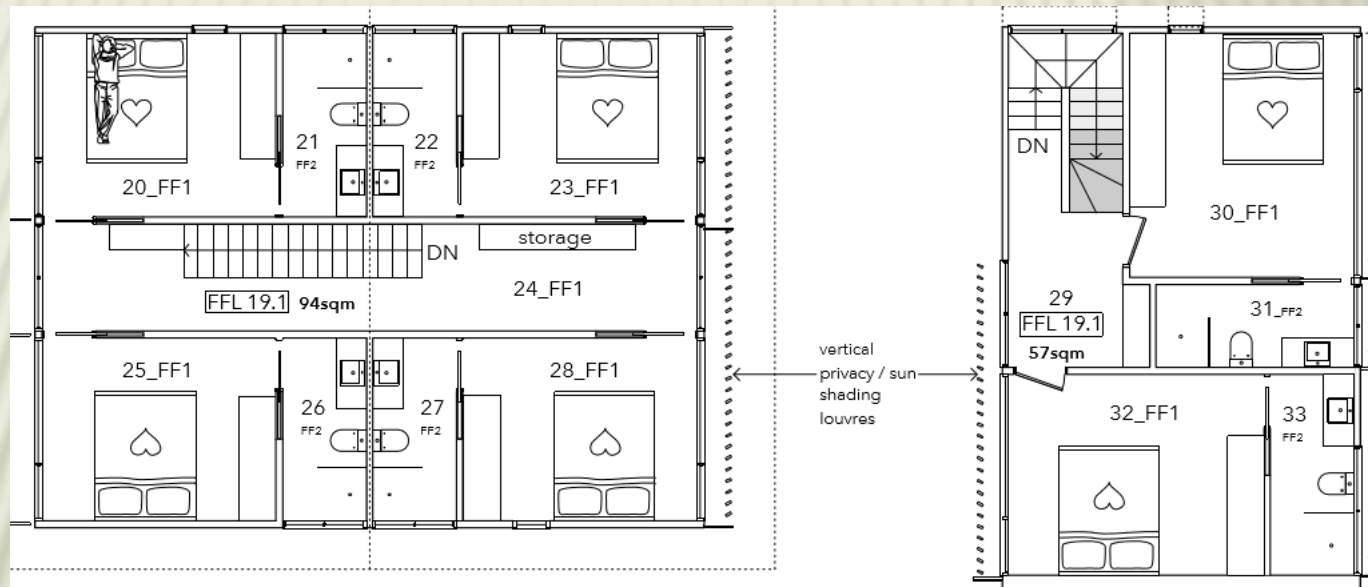 21
FF2
22
FF2
20_FF1
23_FF1
storage
DN
24_FF1
FFL 19.1 94sqm
25_FF1
28_FF1
26
FF2
27
FF2
vertical
privacy / sun
shading
louvres
DN
30_FF1
29
FFL 19.1
57sqm
31_FF2
32_FF1
33
FF2